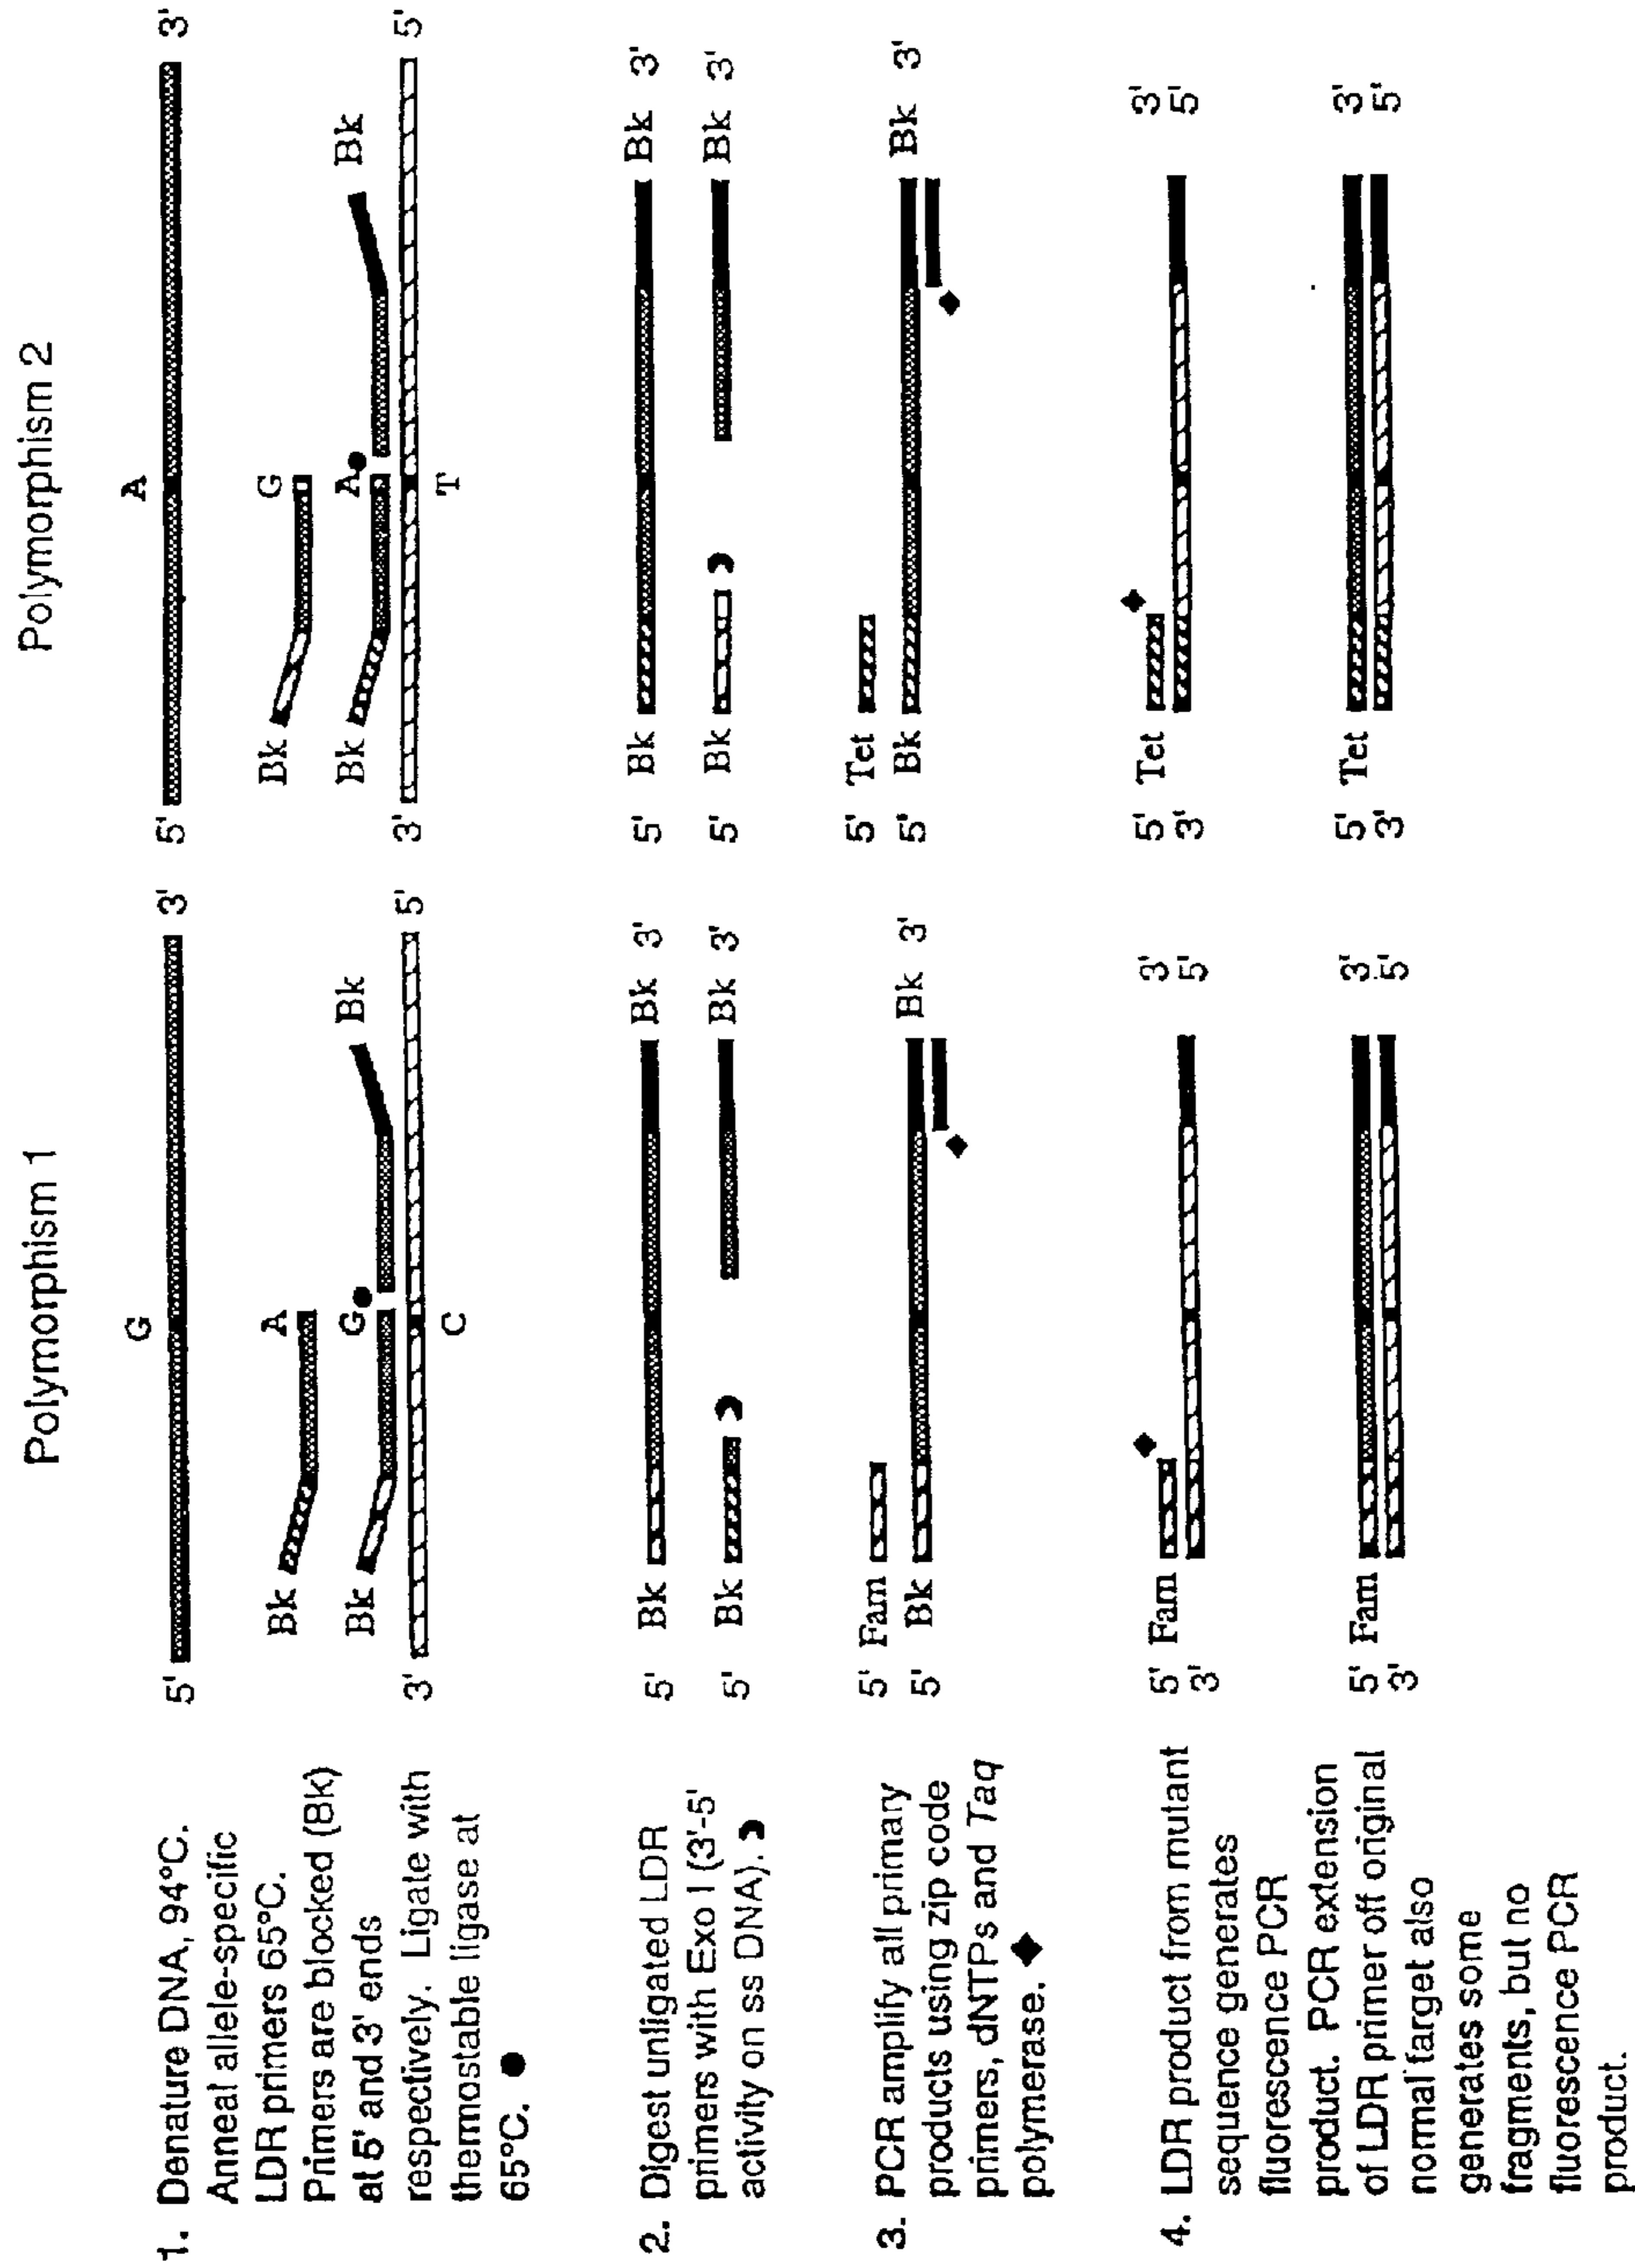 Polymorphism 1
Polymorphism 2
1. Denature DNA, 94°C.
Anneal allele-specific
LDR primers 65°C.
Primers are blocked (Bk)
at 5' and 3' ends
respectively. Ligate with
thermostable ligase at
65°C. ●
5' 3'
G
Bk A
Bk G Bk
3' 5'
C
5' 3'
A
Bk G
Bk A Bk
3' 5'
T
2. Digest unligated LDR
primers with Exo I (3'-5'
activity on ss DNA).
5' Bk Bk 3'
5' Bk Bk 3'
5' Bk Bk 3'
5' Bk Bk 3'
3. PCR amplify all primary
products using zip code
primers, dNTPs and Taq
polymerase. ◆
5' Fam
5' Bk Bk 3'
5' Tet
5' Bk Bk 3'
4. LDR product from mutant
sequence generates
fluorescence PCR
product. PCR extension
of LDR primer off original
normal target also
generates some
fragments, but no
fluorescence PCR
product.
5' Fam 3'
3' 5'
5' Tet 3'
3' 5'
5' Fam 3'
3' 5'
5' Tet 3'
3' 5'